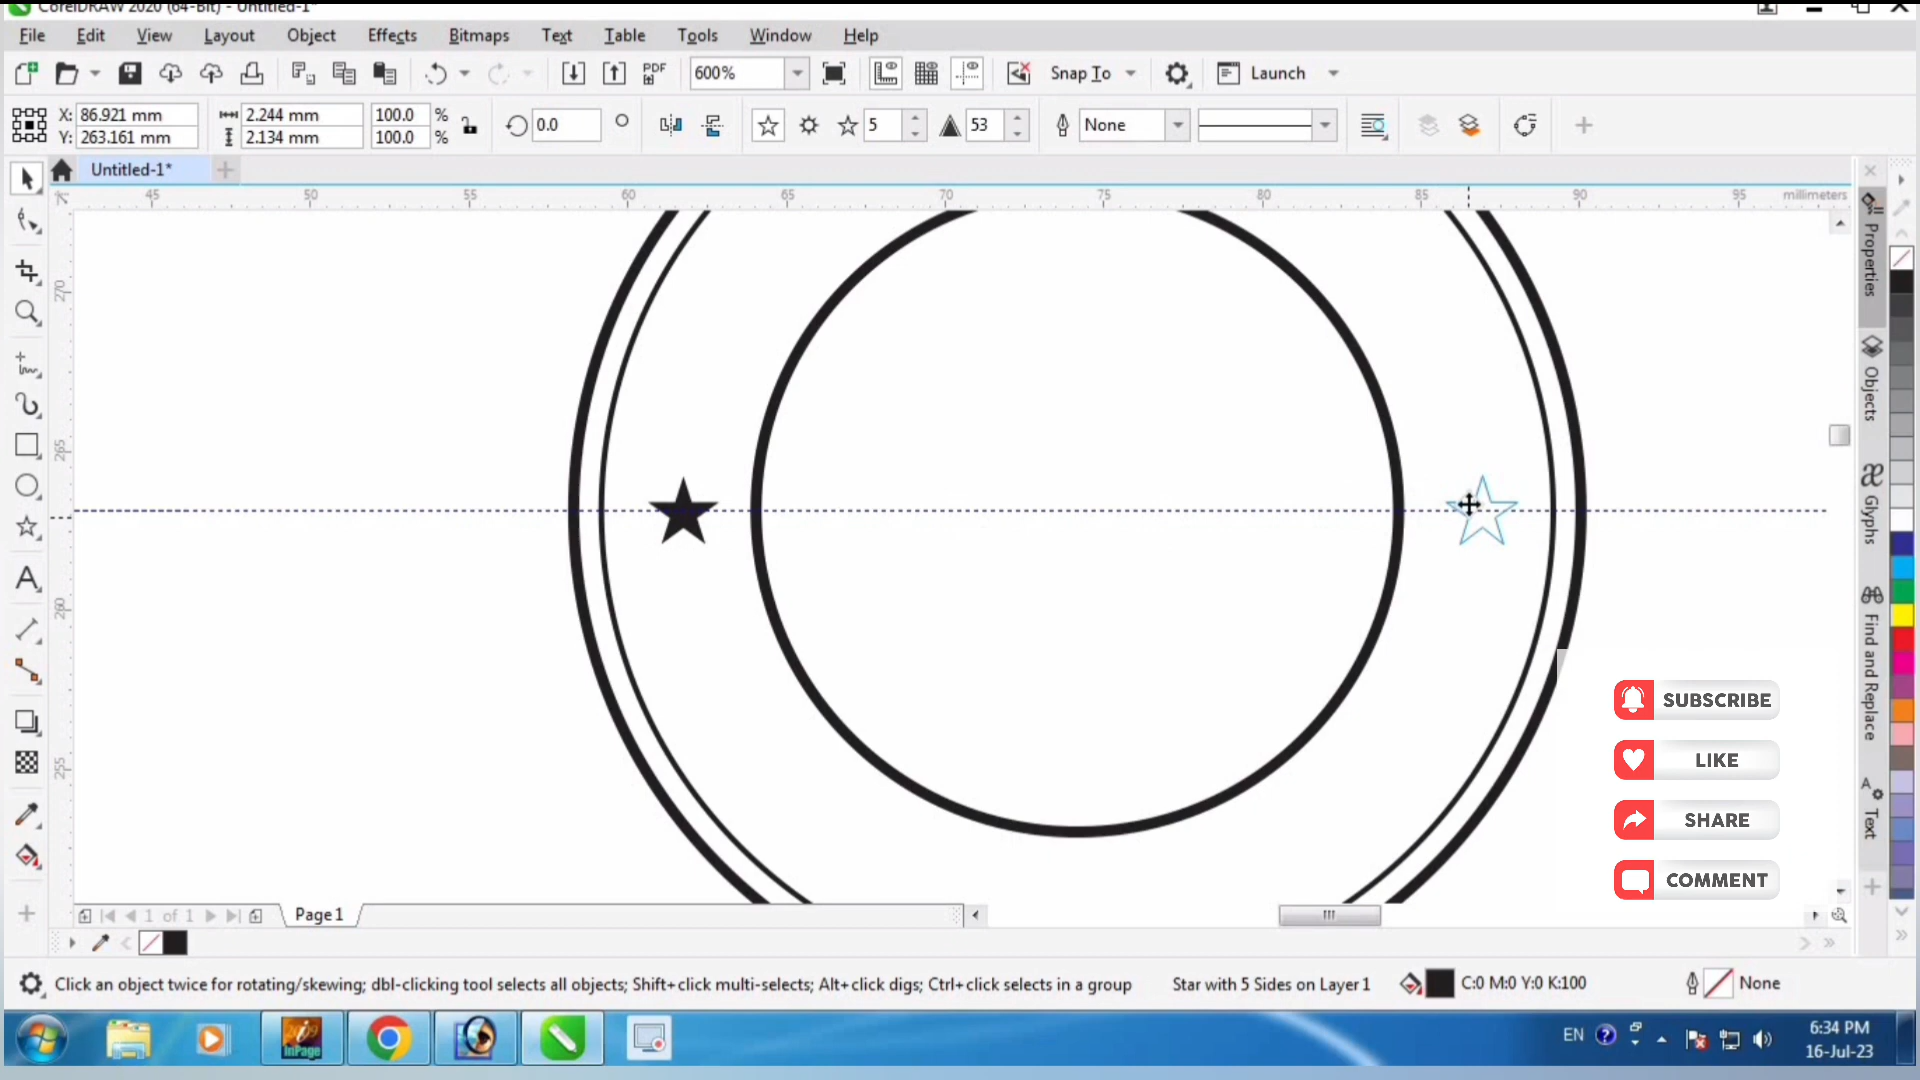 CorelDRAW 2020 (64-Bit) - Untitled-1*
File Edit View Layout Object Effects Bitmaps Text Table Tools Window Help
PDF 600% Snap To Launch
X: 86.921 mm 2.244 mm 100.0 % 0.0 5 53 None
Y: 263.161 mm 2.134 mm 100.0 %
Untitled-1*
45 50 55 60 65 70 75 80 85 90 95 millimeters
270
265
260
255
Properties
Objects
Glyphs
Find and Replace
Text
SUBSCRIBE
LIKE
SHARE
COMMENT
1 of 1 Page1
Click an object twice for rotating/skewing; dbl-clicking tool selects all objects; Shift+click multi-selects; Alt+click digs; Ctrl+click selects in a group Star with 5 Sides on Layer 1 C:0 M:0 Y:0 K:100 None
InPage
EN 6:34 PM
16-Jul-23